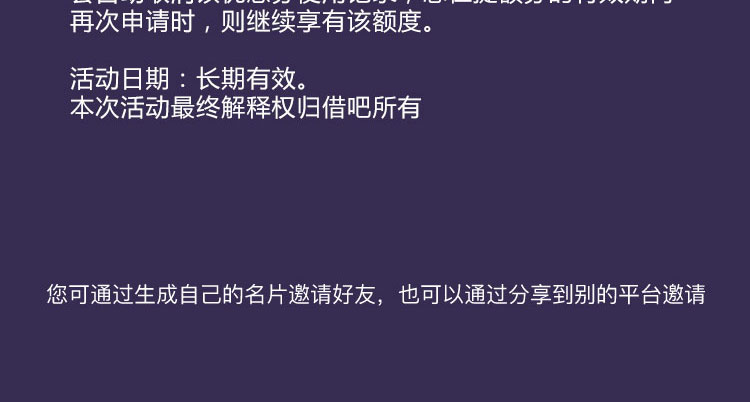 再次申请时，则继续享有该额度。
活动日期：长期有效。
本次活动最终解释权归借吧所有
您可通过生成自己的名片邀请好友，也可以通过分享到别的平台邀请